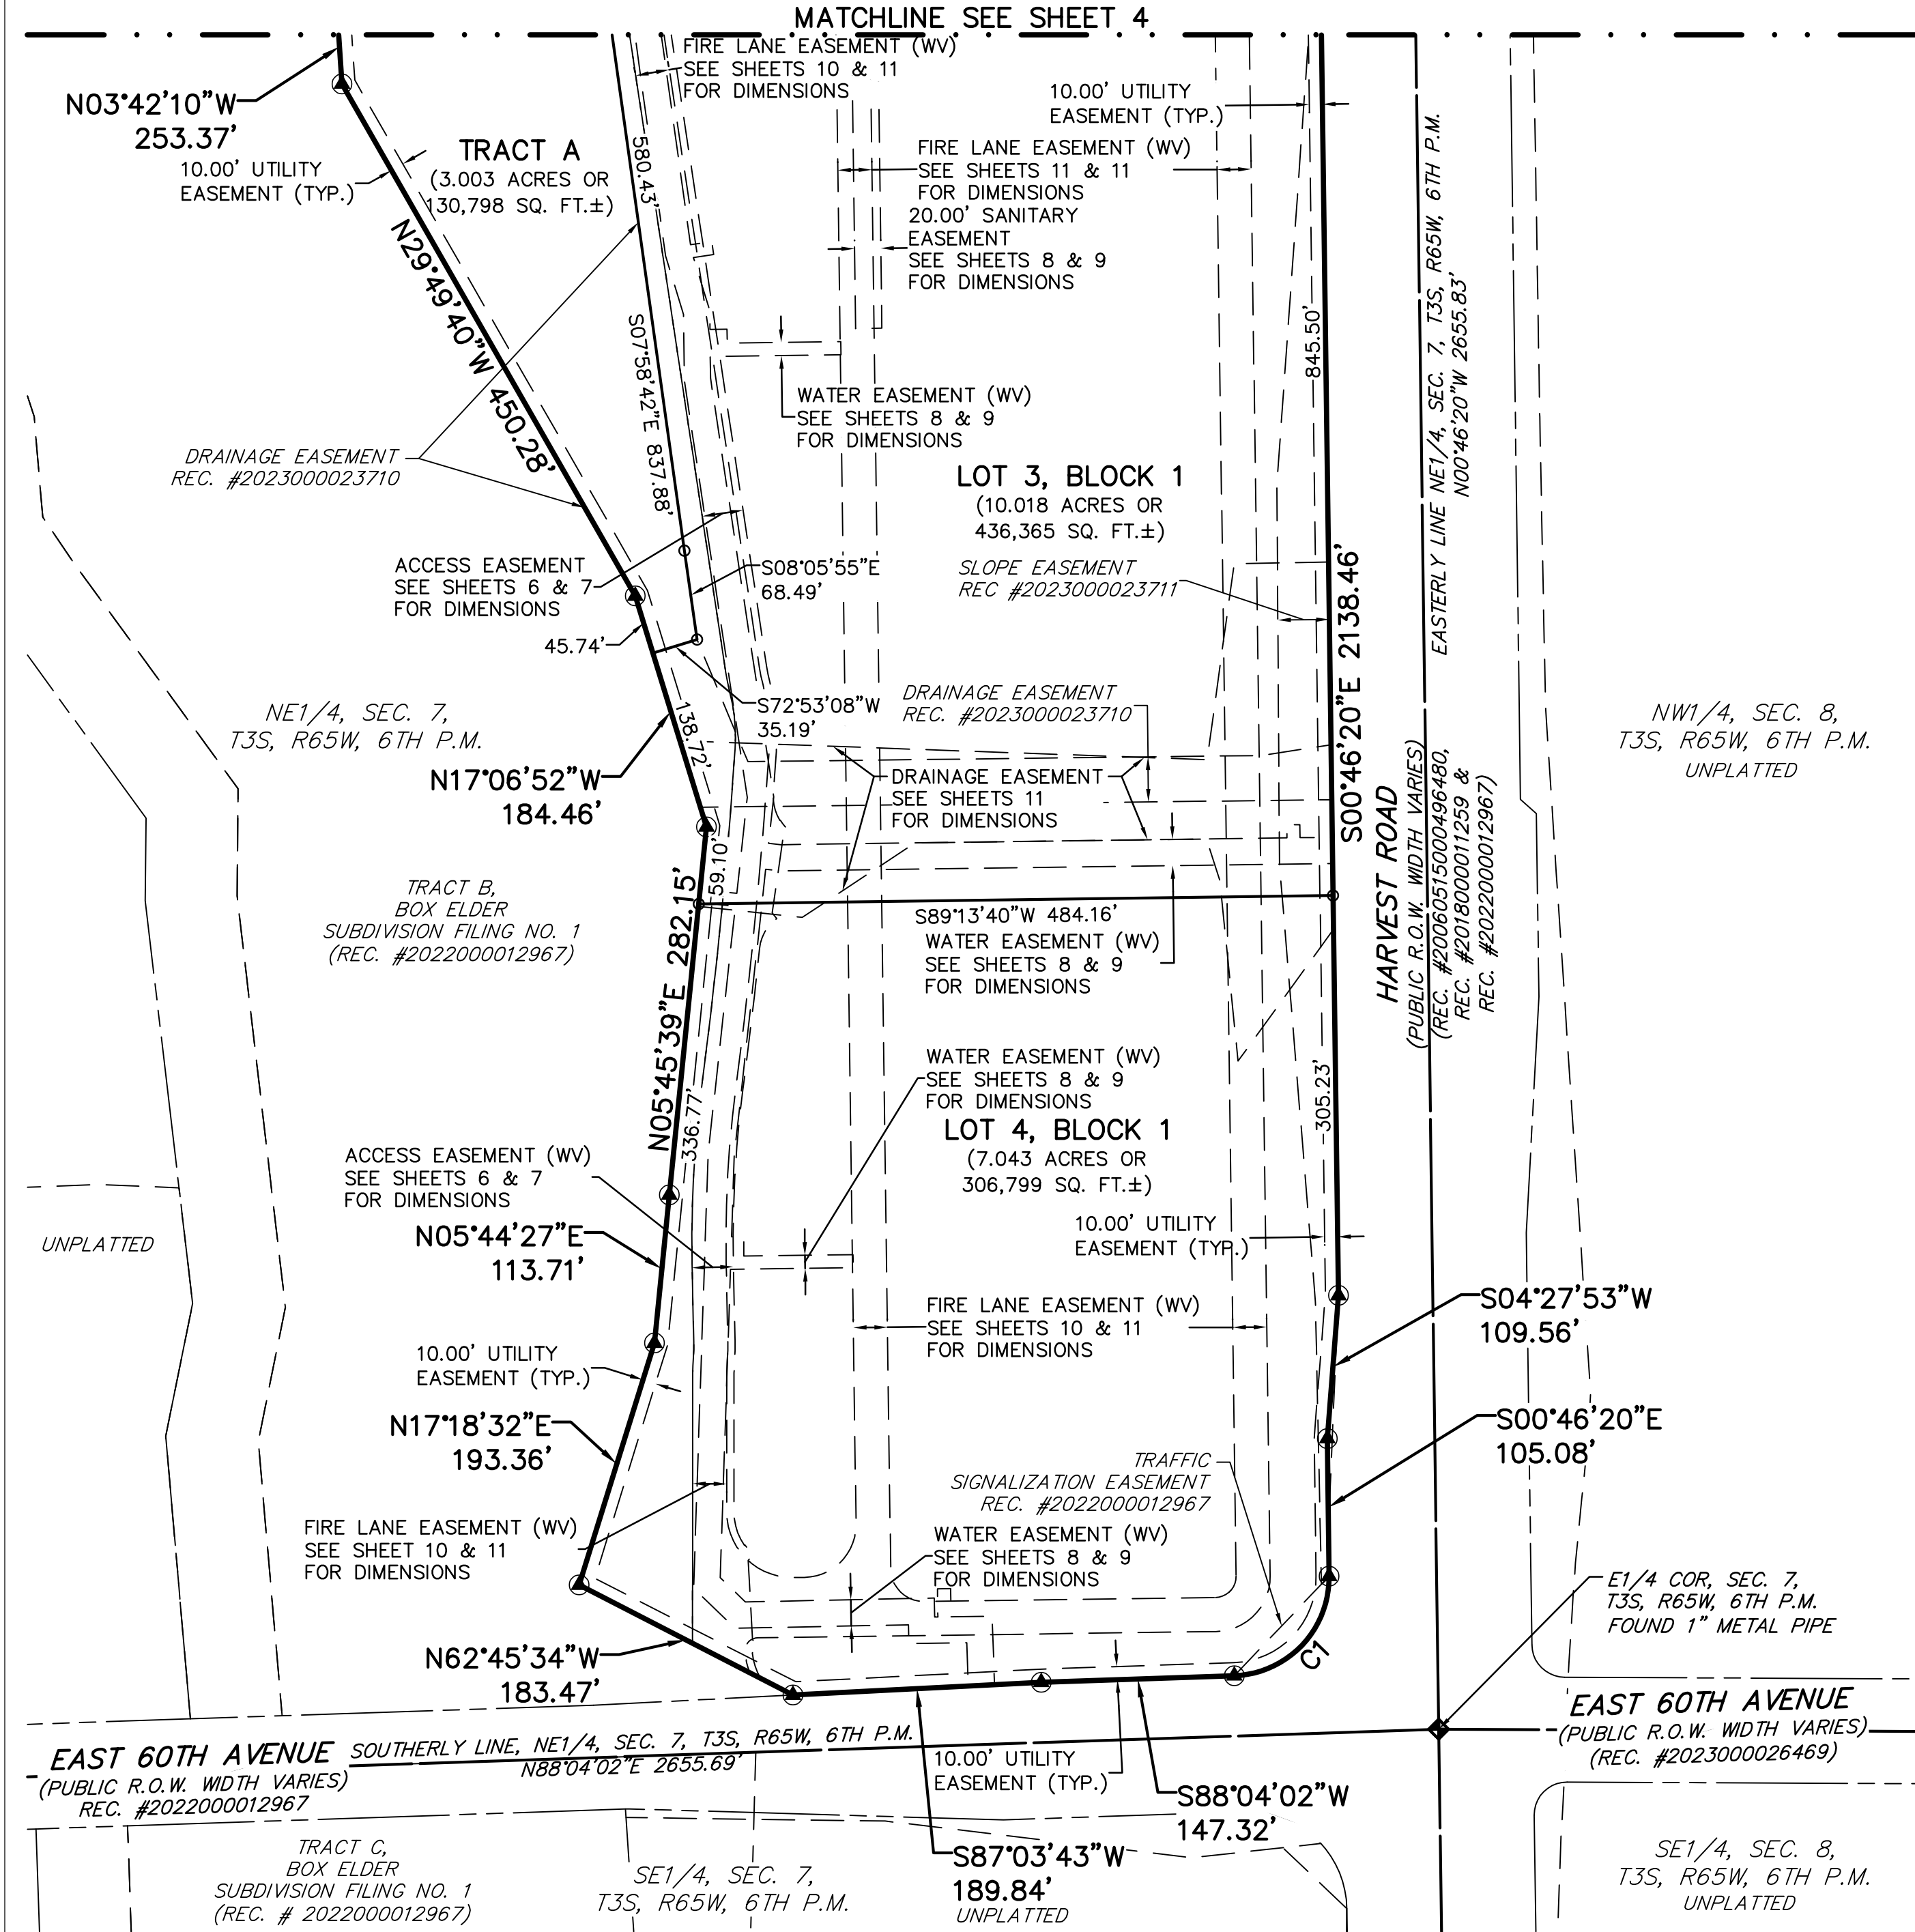 MATCHLINE SEE SHEET 4
FIRE LANE EASEMENT (WV)
SEE SHEETS 10 & 11
FOR DIMENSIONS
N03°42'10"W
253.37'
10.00' UTILITY
EASEMENT (TYP.)
TRACT A
(3.003 ACRES OR
130,798 SQ. FT.±)
580.43'
10.00' UTILITY
EASEMENT (TYP.)
FIRE LANE EASEMENT (WV)
SEE SHEETS 11 & 11
FOR DIMENSIONS
20.00' SANITARY
EASEMENT
SEE SHEETS 8 & 9
FOR DIMENSIONS
N29°49'40"W 450.28'
S07°58'42"E 837.88'
845.50'
EASTERLY LINE NE1/4, SEC. 7, T3S, R65W, 6TH P.M.
N00°46'20"W 2655.83'
WATER EASEMENT (WV)
SEE SHEETS 8 & 9
FOR DIMENSIONS
DRAINAGE EASEMENT
REC. #2023000023710
LOT 3, BLOCK 1
(10.018 ACRES OR
436,365 SQ. FT.±)
ACCESS EASEMENT
SEE SHEETS 6 & 7
FOR DIMENSIONS
S08°05'55"E
68.49'
SLOPE EASEMENT
REC #2023000023711
S00°46'20"E 2138.46'
45.74'
NE1/4, SEC. 7,
T3S, R65W, 6TH P.M.
S72°53'08"W
35.19'
138.72'
DRAINAGE EASEMENT
REC. #2023000023710
NW1/4, SEC. 8,
T3S, R65W, 6TH P.M.
UNPLATTED
N17°06'52"W
184.46'
DRAINAGE EASEMENT
SEE SHEETS 11
FOR DIMENSIONS
HARVEST ROAD
(PUBLIC R.O.W. WIDTH VARIES)
(REC. #20060515000496480,
REC. #2018000011259 &
REC. #2022000012967)
59.10'
TRACT B,
BOX ELDER
SUBDIVISION FILING NO. 1
(REC. #2022000012967)
N05°45'39"E 282.15'
S89°13'40"W 484.16'
WATER EASEMENT (WV)
SEE SHEETS 8 & 9
FOR DIMENSIONS
336.77'
305.23'
WATER EASEMENT (WV)
SEE SHEETS 8 & 9
FOR DIMENSIONS
LOT 4, BLOCK 1
(7.043 ACRES OR
306,799 SQ. FT.±)
ACCESS EASEMENT (WV)
SEE SHEETS 6 & 7
FOR DIMENSIONS
UNPLATTED
N05°44'27"E
113.71'
10.00' UTILITY
EASEMENT (TYP.)
FIRE LANE EASEMENT (WV)
SEE SHEETS 10 & 11
FOR DIMENSIONS
S04°27'53"W
109.56'
10.00' UTILITY
EASEMENT (TYP.)
N17°18'32"E
193.36'
S00°46'20"E
105.08'
TRAFFIC
SIGNALIZATION EASEMENT
REC. #2022000012967
FIRE LANE EASEMENT (WV)
SEE SHEET 10 & 11
FOR DIMENSIONS
WATER EASEMENT (WV)
SEE SHEETS 8 & 9
FOR DIMENSIONS
E1/4 COR, SEC. 7,
T3S, R65W, 6TH P.M.
FOUND 1" METAL PIPE
C1
N62°45'34"W
183.47'
EAST 60TH AVENUE
(PUBLIC R.O.W. WIDTH VARIES)
REC. #2022000012967
SOUTHERLY LINE, NE1/4, SEC. 7, T3S, R65W, 6TH P.M.
N88°04'02"E 2655.69'
EAST 60TH AVENUE
(PUBLIC R.O.W. WIDTH VARIES)
(REC. #2023000026469)
10.00' UTILITY
EASEMENT (TYP.)
S88°04'02"W
147.32'
S87°03'43"W
189.84'
UNPLATTED
TRACT C,
BOX ELDER
SUBDIVISION FILING NO. 1
(REC. # 2022000012967)
SE1/4, SEC. 7,
T3S, R65W, 6TH P.M.
SE1/4, SEC. 8,
T3S, R65W, 6TH P.M.
UNPLATTED